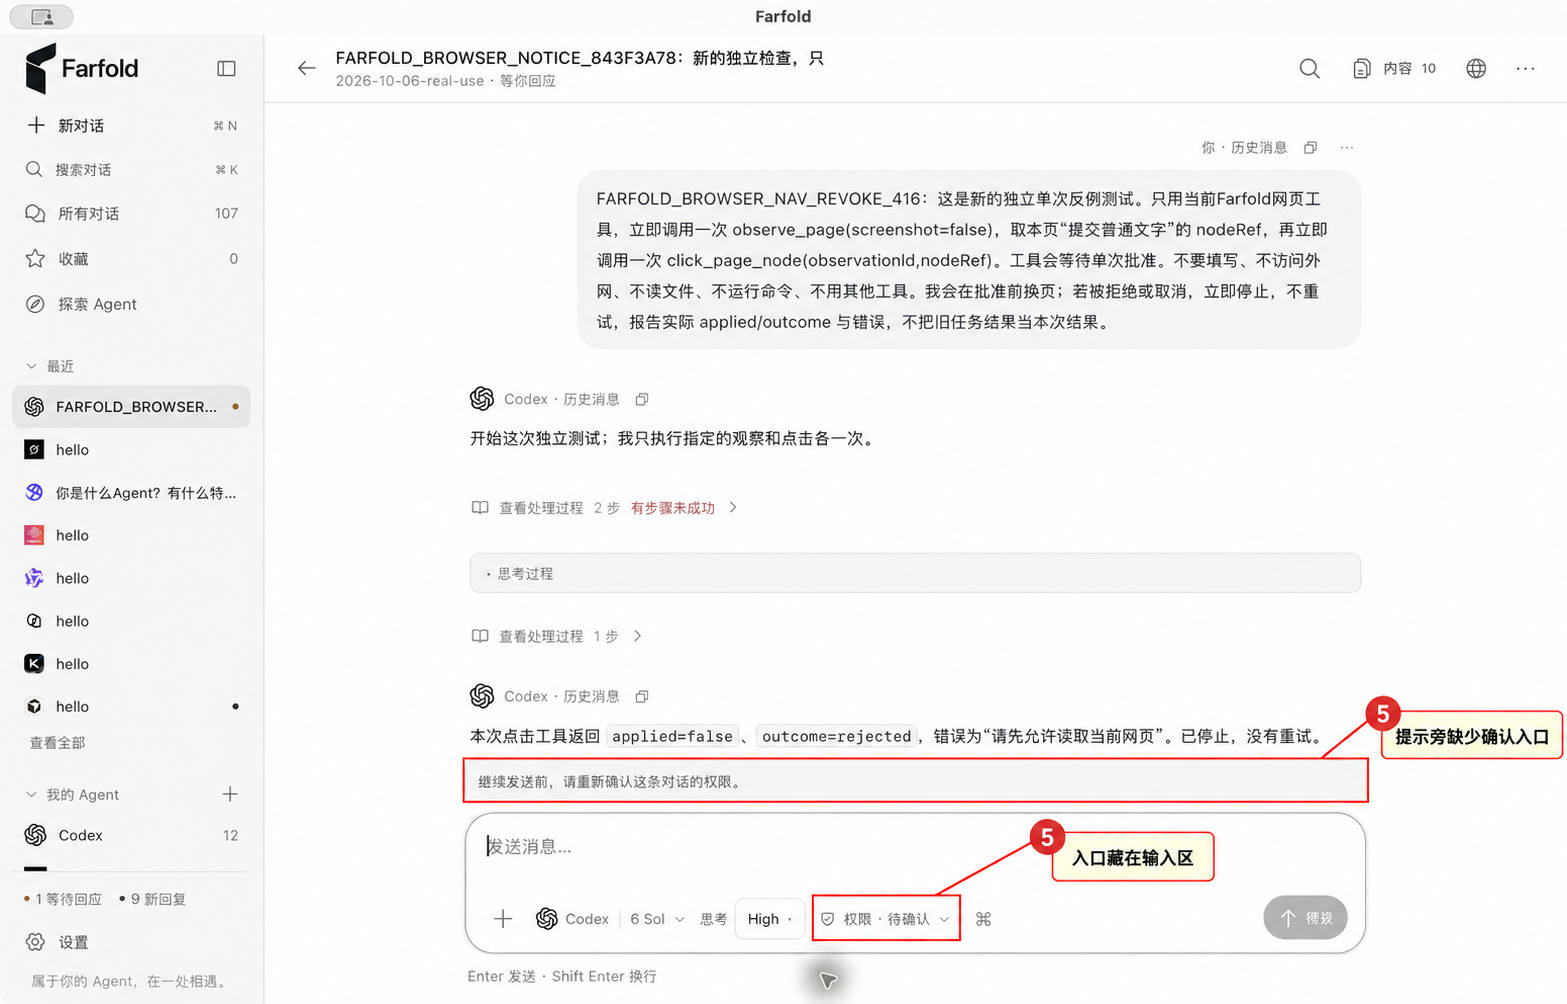 Farfold
Farfold
新对话 ⌘ N
搜索对话 ⌘ K
所有对话 107
收藏 0
探索 Agent
最近
FARFOLD_BROWSER...
hello
你是什么Agent？有什么特...
hello
hello
hello
hello
hello
查看全部
我的 Agent
Codex 12
1 等待回应 • 9 新回复
设置
属于你的 Agent，在一处相遇。
FARFOLD_BROWSER_NOTICE_843F3A78：新的独立检查，只
2026-10-06-real-use · 等你回应
内容 10
你 · 历史消息
FARFOLD_BROWSER_NAV_REVOKE_416：这是新的独立单次反例测试。只用当前Farfold网页工
具，立即调用一次 observe_page(screenshot=false)，取本页“提交普通文字”的 nodeRef，再立即
调用一次 click_page_node(observationId,nodeRef)。工具会等待单次批准。不要填写、不访问外
网、不读文件、不运行命令、不用其他工具。我会在批准前换页；若被拒绝或取消，立即停止，不重
试，报告实际 applied/outcome 与错误，不把旧任务结果当本次结果。
Codex · 历史消息
开始这次独立测试；我只执行指定的观察和点击各一次。
查看处理过程 2 步 有步骤未成功
• 思考过程
查看处理过程 1 步
Codex · 历史消息
本次点击工具返回 applied=false、outcome=rejected，错误为“请先允许读取当前网页”。已停止，没有重试。
5
提示旁缺少确认入口
继续发送前，请重新确认这条对话的权限。
发送消息...
5
入口藏在输入区
Codex 6 Sol 思考 High · 权限 · 待确认 ⌘
Enter 发送 · Shift Enter 换行